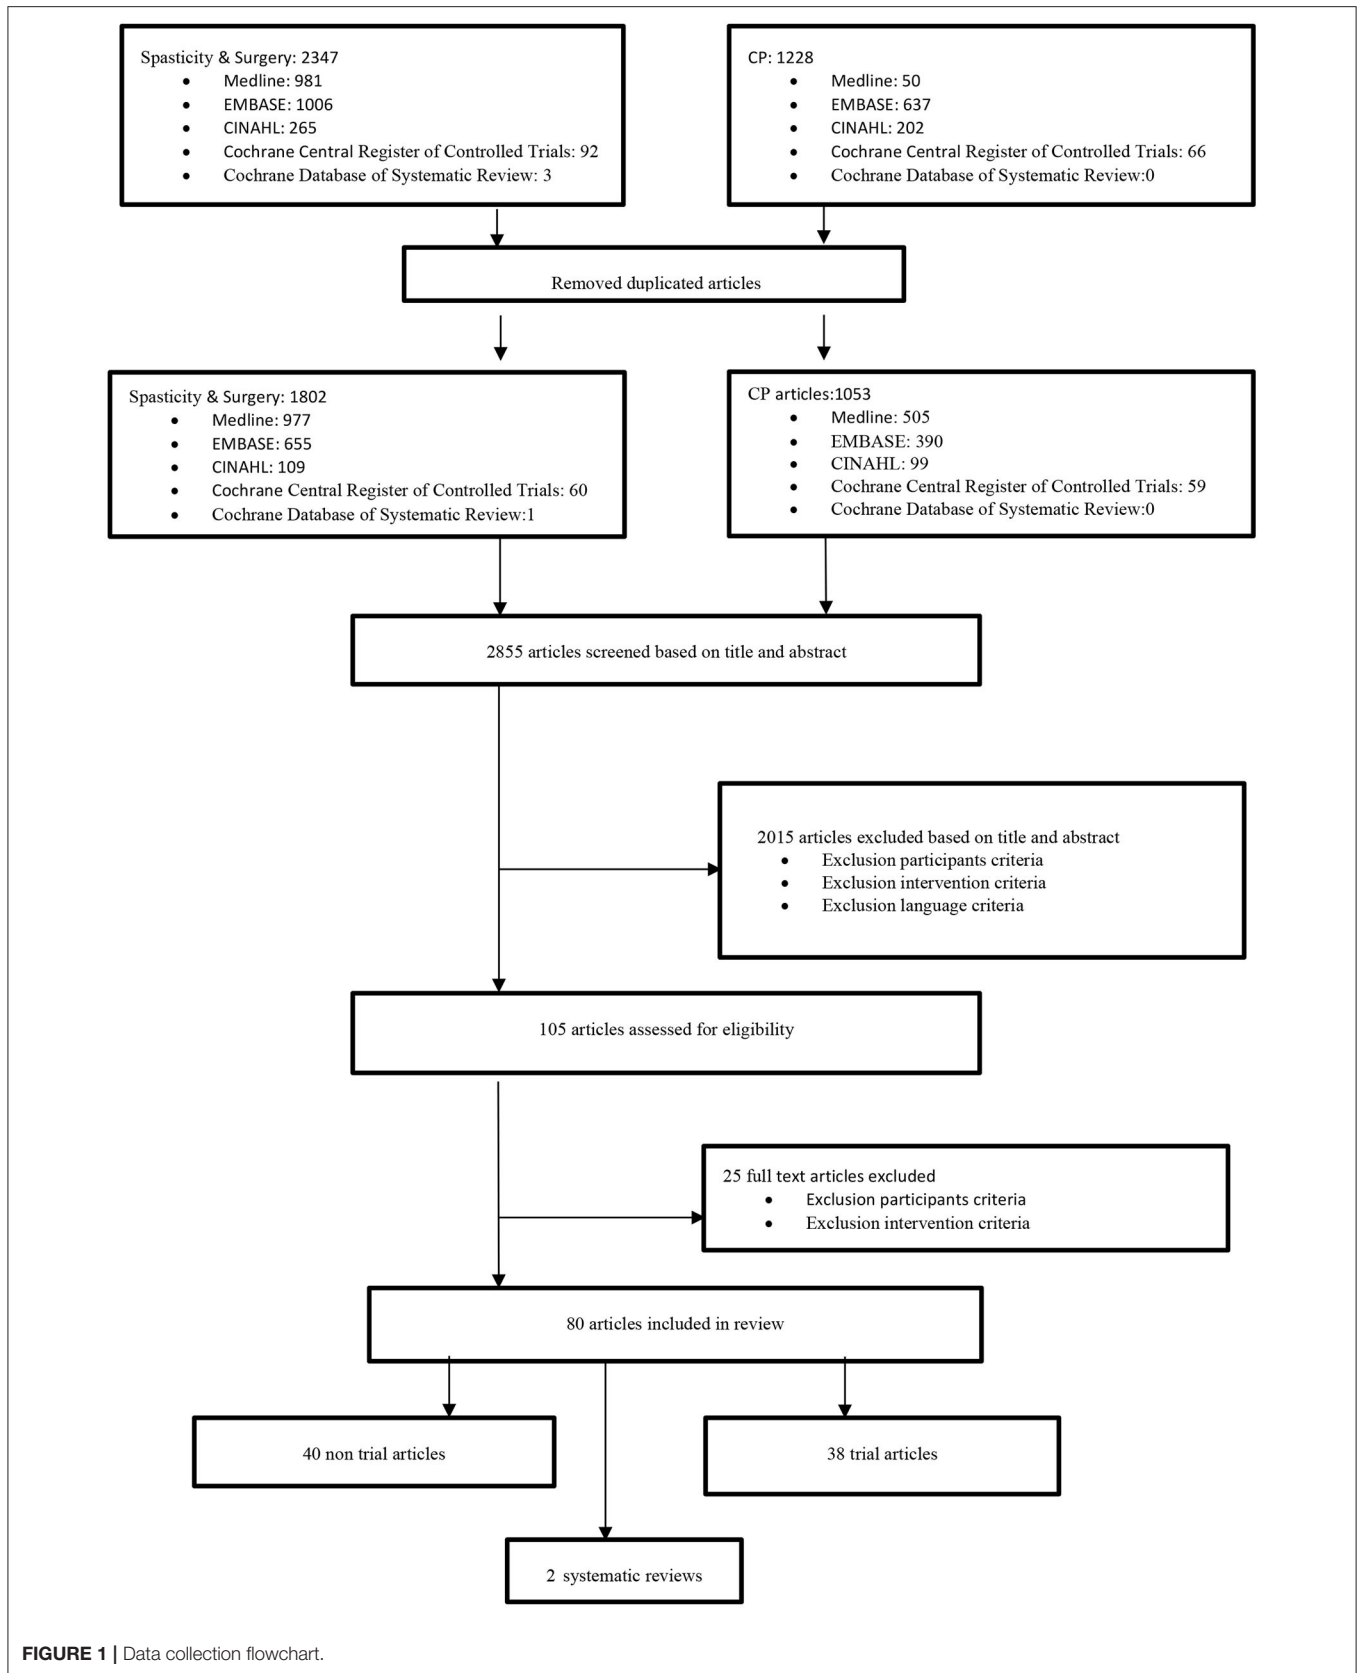 Spasticity & Surgery: 2347
• Medline: 981
• EMBASE: 1006
• CINAHL: 265
• Cochrane Central Register of Controlled Trials: 92
• Cochrane Database of Systematic Review: 3
CP: 1228
• Medline: 50
• EMBASE: 637
• CINAHL: 202
• Cochrane Central Register of Controlled Trials: 66
• Cochrane Database of Systematic Review:0
Removed duplicated articles
Spasticity & Surgery: 1802
• Medline: 977
• EMBASE: 655
• CINAHL: 109
• Cochrane Central Register of Controlled Trials: 60
• Cochrane Database of Systematic Review:1
CP articles:1053
• Medline: 505
• EMBASE: 390
• CINAHL: 99
• Cochrane Central Register of Controlled Trials: 59
• Cochrane Database of Systematic Review:0
2855 articles screened based on title and abstract
2015 articles excluded based on title and abstract
• Exclusion participants criteria
• Exclusion intervention criteria
• Exclusion language criteria
105 articles assessed for eligibility
25 full text articles excluded
• Exclusion participants criteria
• Exclusion intervention criteria
80 articles included in review
40 non trial articles
38 trial articles
2 systematic reviews
FIGURE 1 | Data collection flowchart.